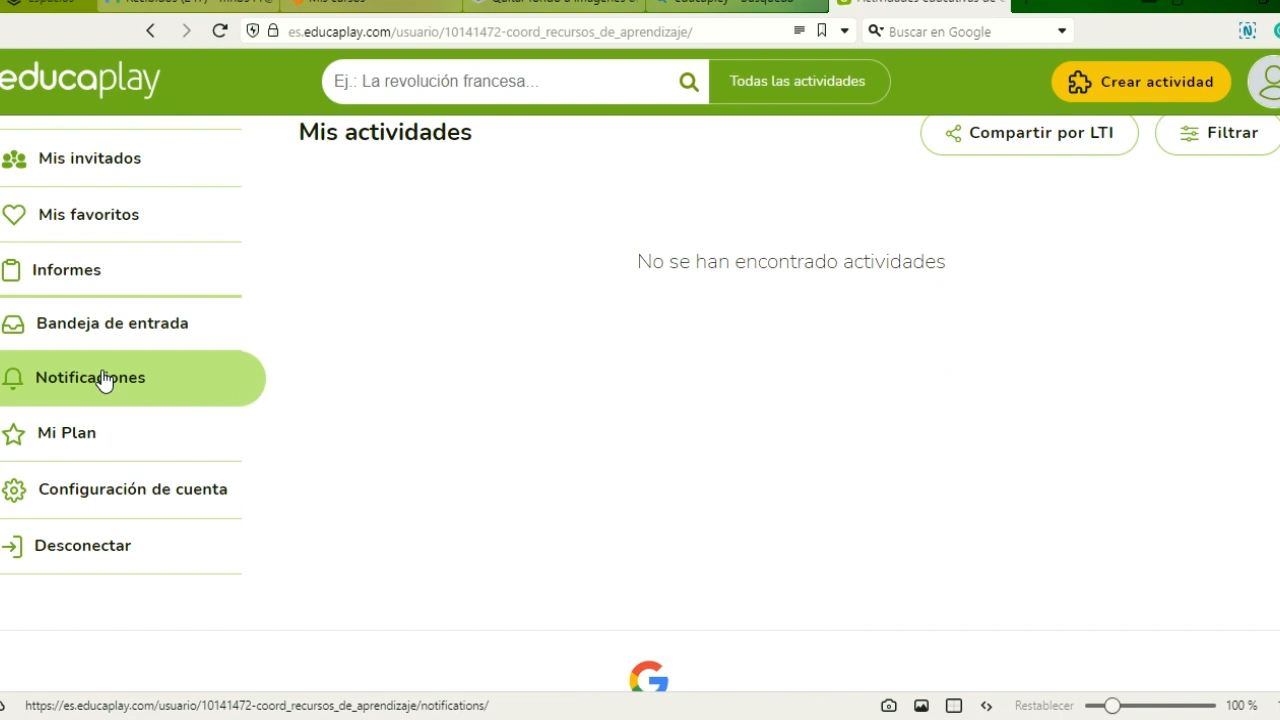 es.educaplay.com/usuario/10141472-coord_recursos_de_aprendizaje/
Buscar en Google
educaplay
Ej.: La revolución francesa...
Todas las actividades
Crear actividad
Mis actividades
Compartir por LTI
Filtrar
Mis invitados
Mis favoritos
Informes
Bandeja de entrada
Notificaciones
Mi Plan
Configuración de cuenta
Desconectar
No se han encontrado actividades
https://es.educaplay.com/usuario/10141472-coord_recursos_de_aprendizaje/notifications/
Restablecer
100 %